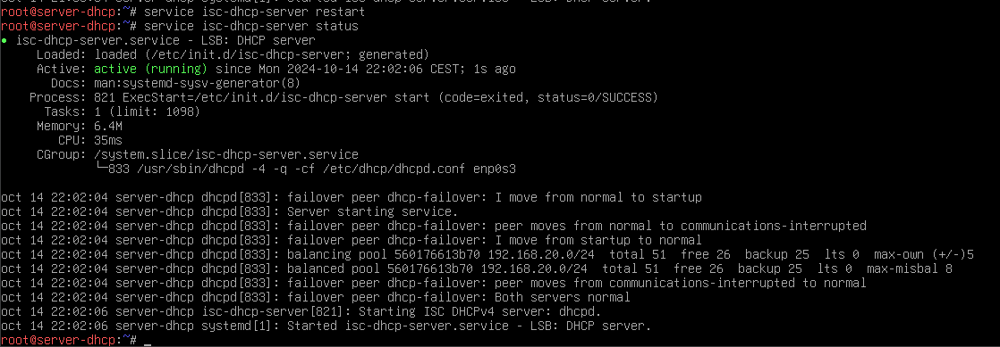 root@server-dhcp:~# service isc-dhcp-server restart
root@server-dhcp:~# service isc-dhcp-server status
● isc-dhcp-server.service - LSB: DHCP server
     Loaded: loaded (/etc/init.d/isc-dhcp-server; generated)
     Active: active (running) since Mon 2024-10-14 22:02:06 CEST; 1s ago
       Docs: man:systemd-sysv-generator(8)
    Process: 821 ExecStart=/etc/init.d/isc-dhcp-server start (code=exited, status=0/SUCCESS)
      Tasks: 1 (limit: 1098)
     Memory: 6.4M
        CPU: 35ms
     CGroup: /system.slice/isc-dhcp-server.service
             └─833 /usr/sbin/dhcpd -4 -q -cf /etc/dhcp/dhcpd.conf enp0s3

oct 14 22:02:04 server-dhcp dhcpd[833]: failover peer dhcp-failover: I move from normal to startup
oct 14 22:02:04 server-dhcp dhcpd[833]: Server starting service.
oct 14 22:02:04 server-dhcp dhcpd[833]: failover peer dhcp-failover: peer moves from normal to communications-interrupted
oct 14 22:02:04 server-dhcp dhcpd[833]: failover peer dhcp-failover: I move from startup to normal
oct 14 22:02:04 server-dhcp dhcpd[833]: balancing pool 560176613b70 192.168.20.0/24  total 51  free 26  backup 25  lts 0  max-own (+/-)5
oct 14 22:02:04 server-dhcp dhcpd[833]: balanced pool 560176613b70 192.168.20.0/24  total 51  free 26  backup 25  lts 0  max-misbal 8
oct 14 22:02:04 server-dhcp dhcpd[833]: failover peer dhcp-failover: peer moves from communications-interrupted to normal
oct 14 22:02:04 server-dhcp dhcpd[833]: failover peer dhcp-failover: Both servers normal
oct 14 22:02:06 server-dhcp isc-dhcp-server[821]: Starting ISC DHCPv4 server: dhcpd.
oct 14 22:02:06 server-dhcp systemd[1]: Started isc-dhcp-server.service - LSB: DHCP server.
root@server-dhcp:~# _